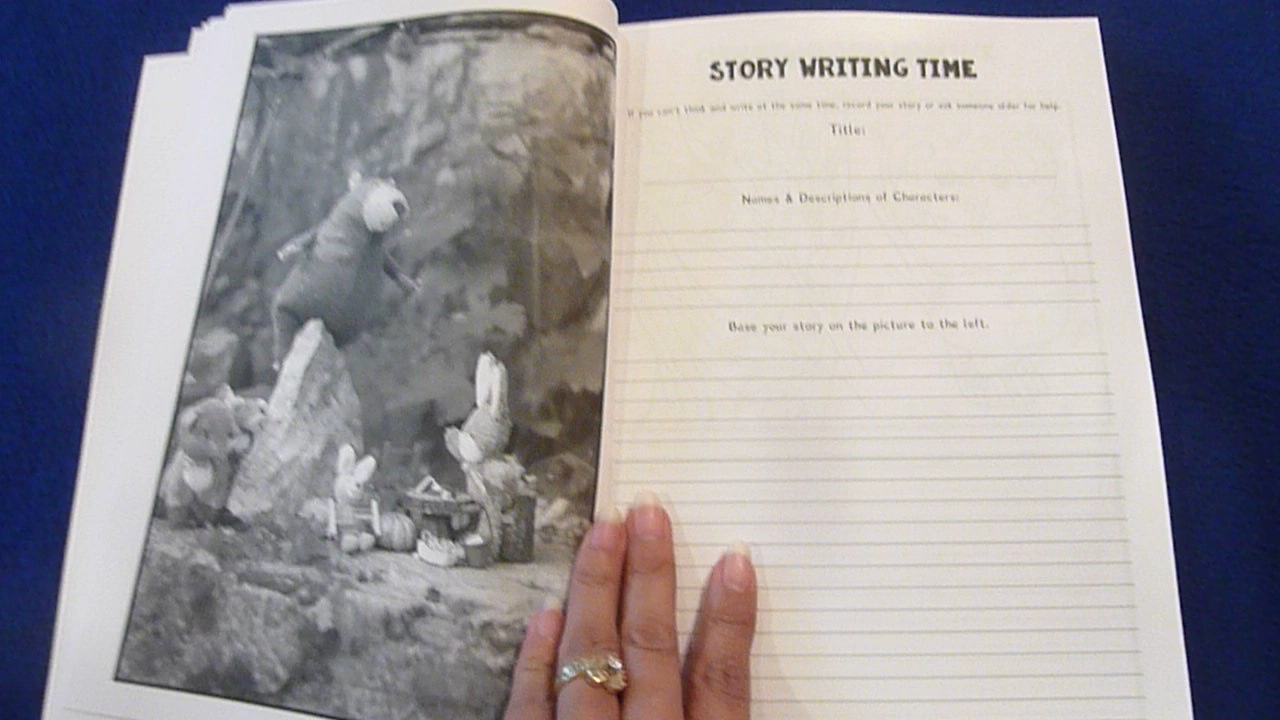 STORY WRITING TIME
If you can't think and write at the same time, record your story or ask someone older for help.
Title:
Names & Descriptions of Characters:
Base your story on the picture to the left.